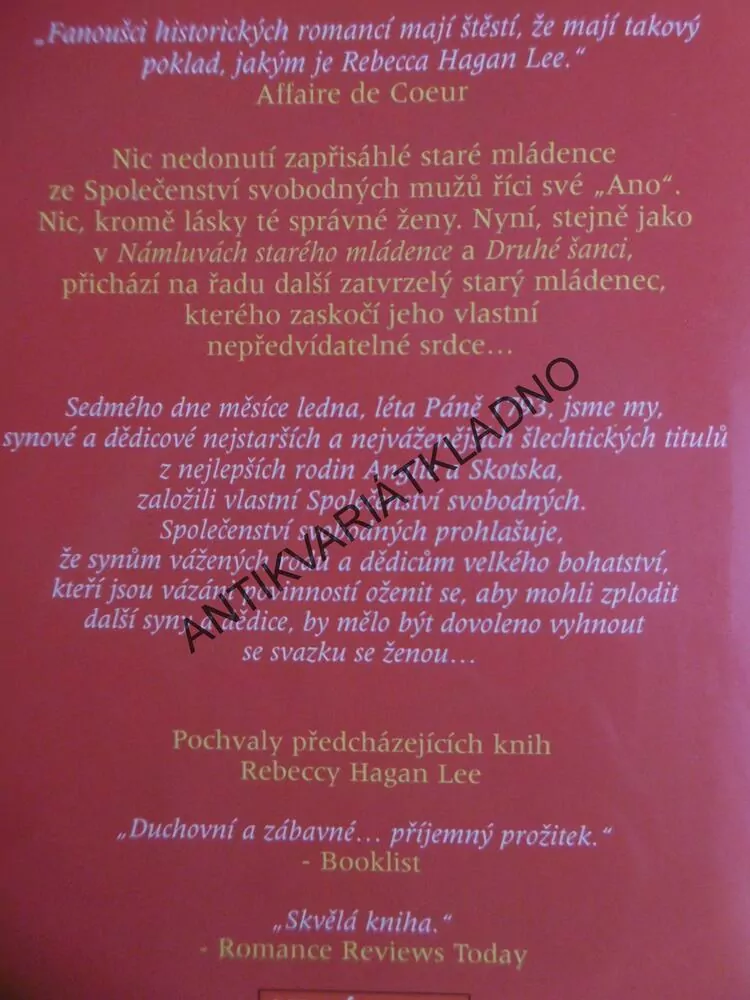 „Fanoušci historických romancí mají štěstí, že mají takový
poklad, jakým je Rebecca Hagan Lee.“
Affaire de Coeur
Nic nedonutí zapřisáhlé staré mládence
ze Společenství svobodných mužů říci své „Ano“.
Nic, kromě lásky té správné ženy. Nyní, stejně jako
v Námluvách starého mládence a Druhé šanci,
přichází na řadu další zatvrzelý starý mládenec,
kterého zaskočí jeho vlastní
nepředvídatelné srdce...
Sedmého dne měsíce ledna, léta Páně jsme my,
synové a dědicové nejstarších a nejváženějších šlechtických titulů
z nejlepších rodin Anglie a Skotska,
založili vlastní Společenství svobodných.
Společenství svobodných prohlašuje,
že synům vážených rodů a dědicům velkého bohatství,
kteří jsou vázáni povinností oženit se, aby mohli zplodit
další syny a dědice, by mělo být dovoleno vyhnout
se svazku se ženou...
ANTIKVARIÁTKLADNO
Pochvaly předcházejících knih
Rebeccy Hagan Lee
„Duchovní a zábavné... příjemný prožitek.“
- Booklist
„Skvělá kniha.“
- Romance Reviews Today